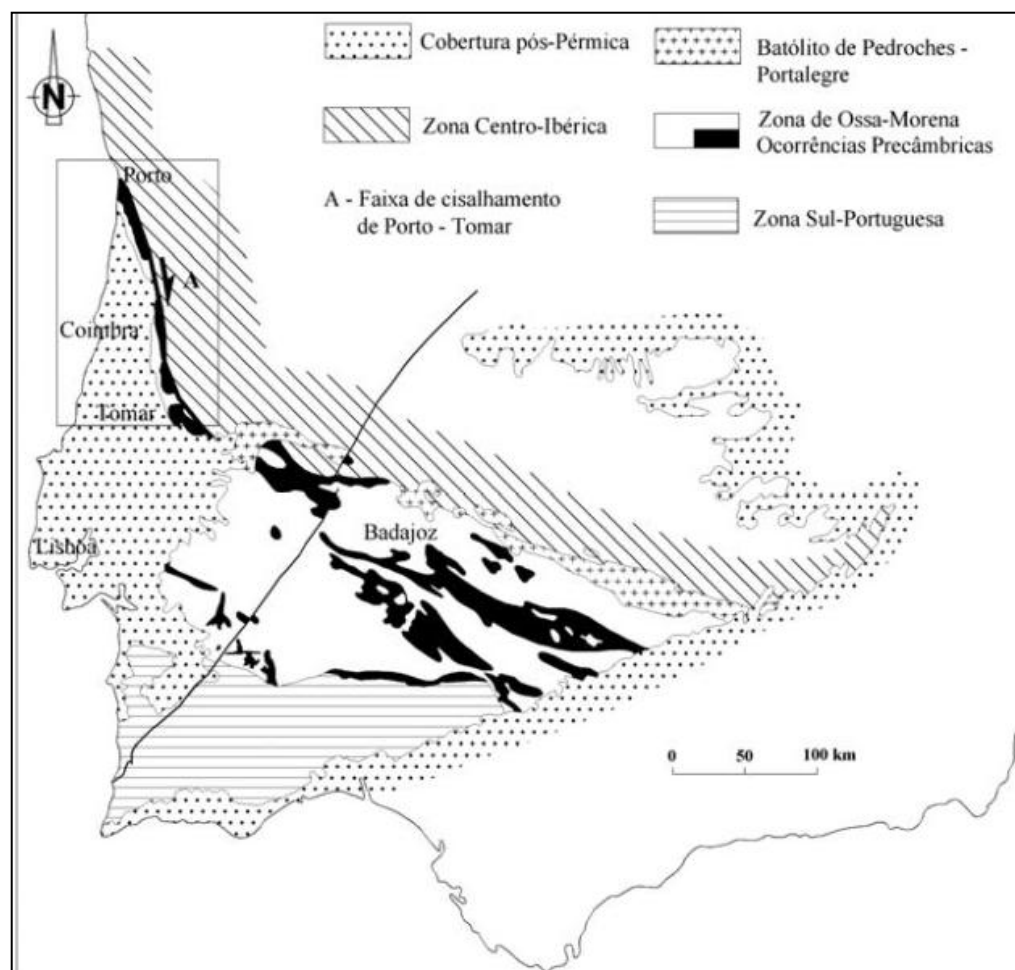 Cobertura pós-Pérmica
Batólito de Pedroches -
Portalegre
N
Zona Centro-Ibérica
Zona de Ossa-Morena
Ocorrências Precâmbricas
A - Faixa de cisalhamento
de Porto - Tomar
Zona Sul-Portuguesa
Porto
A
Coimbra
Tomar
Lisboa
Badajoz
0 50 100 km